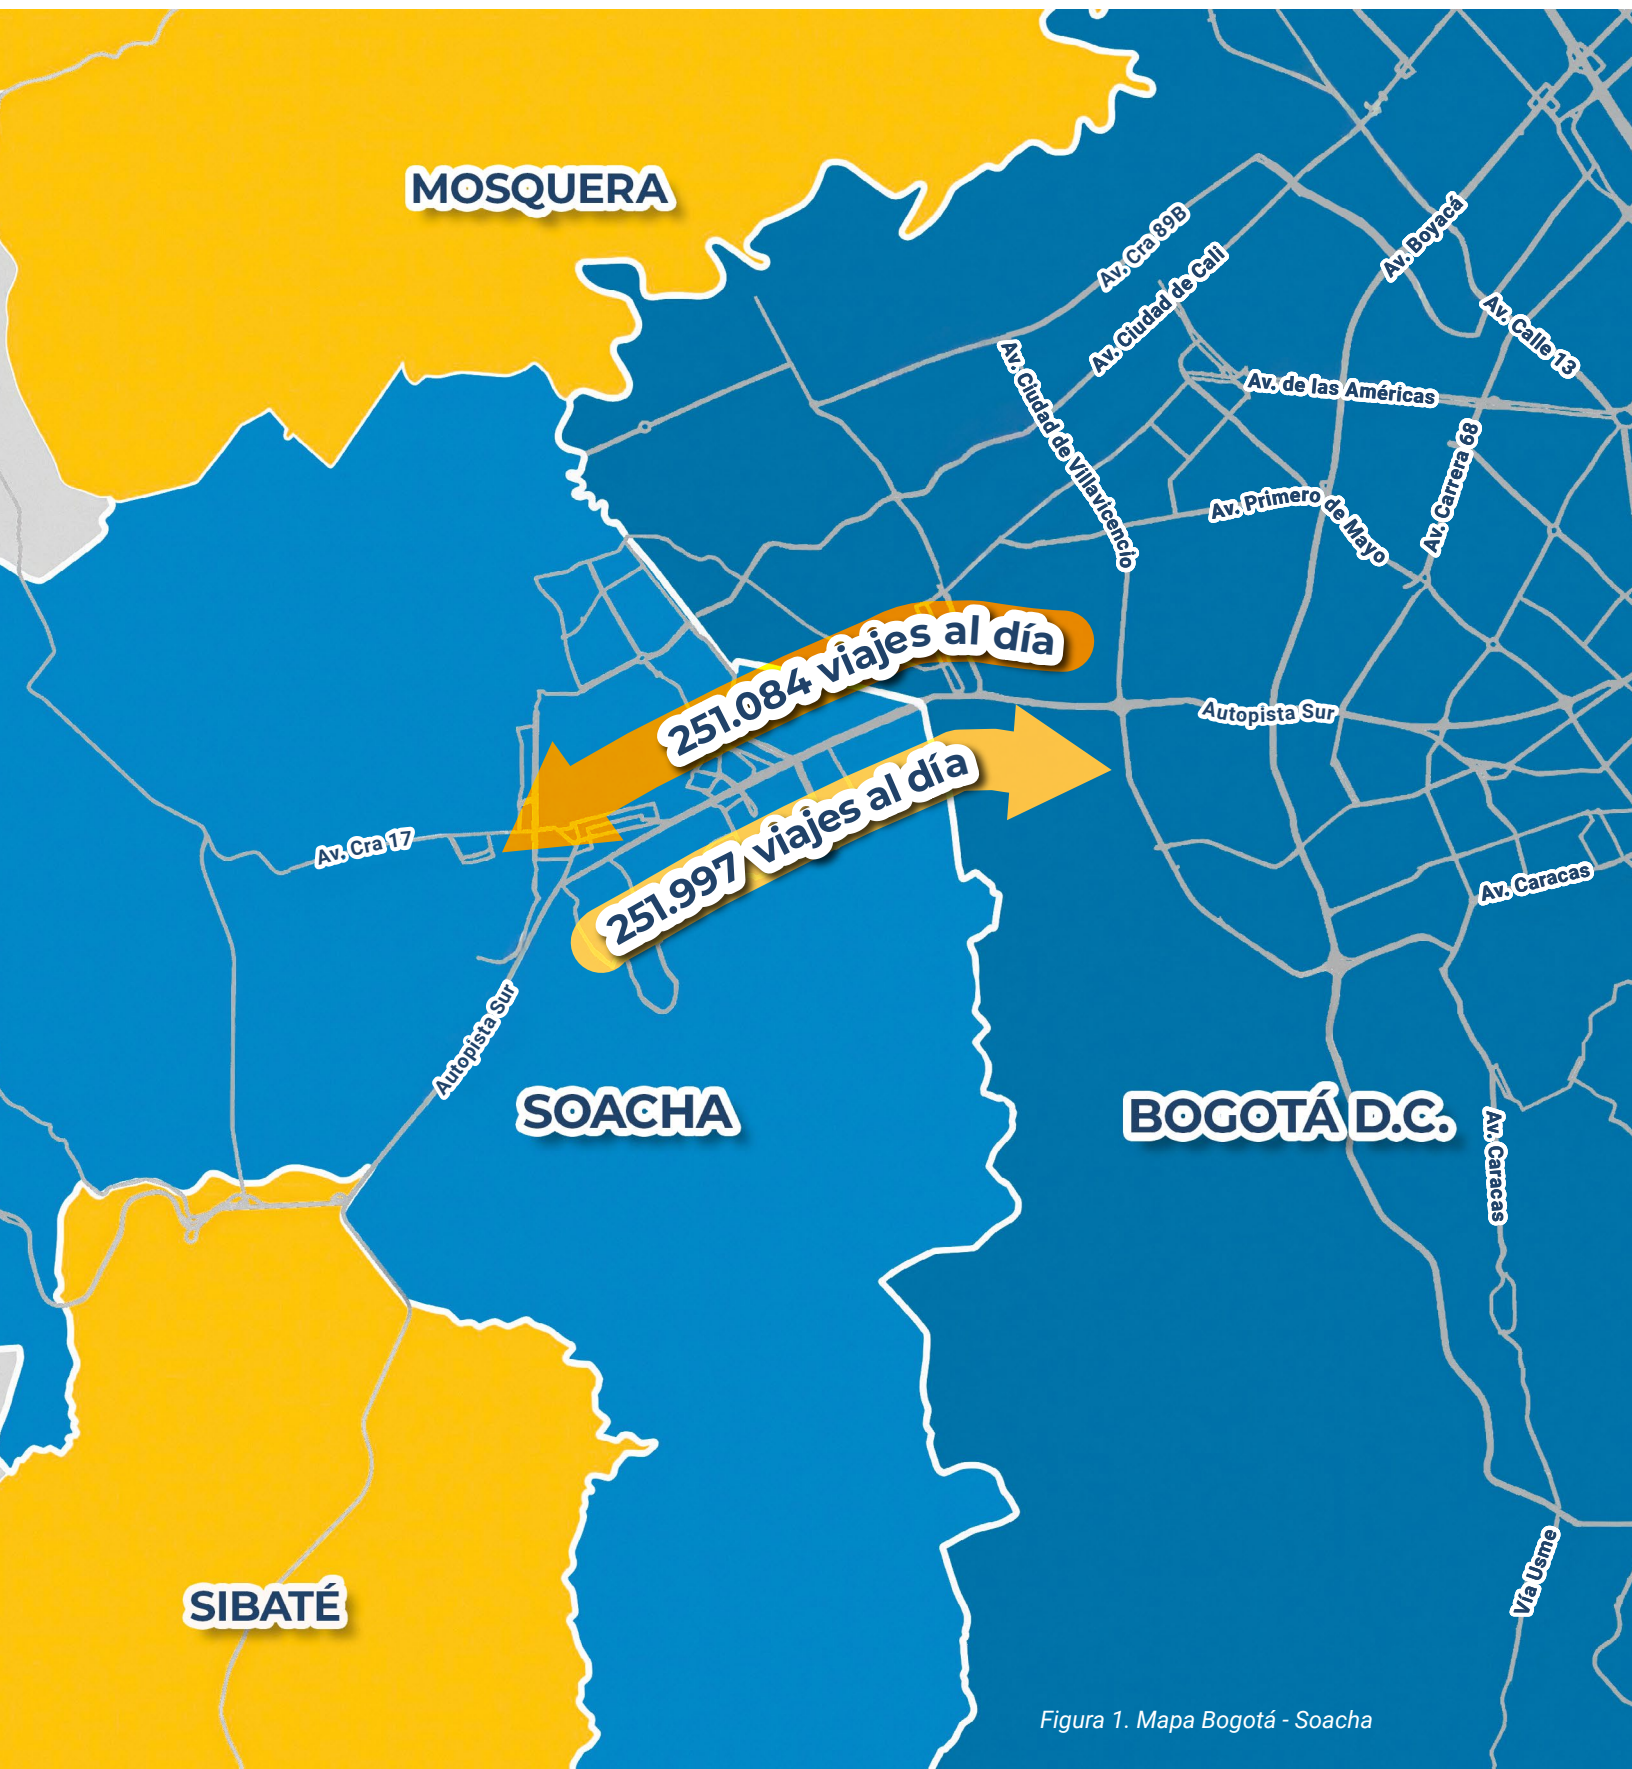 MOSQUERA
Av. Cra 89B
Av. Boyacá
Av. Ciudad de Cali
Av. Calle 13
Av. Ciudad de Villavicencio
Av. de las Américas
Av. Carrera 68
Av. Primero de Mayo
251.084 viajes al día
Autopista Sur
251.997 viajes al día
Av. Cra 17
Av. Caracas
Autopista Sur
SOACHA
BOGOTÁ D.C.
Av. Caracas
Vía Usme
SIBATÉ
Figura 1. Mapa Bogotá - Soacha